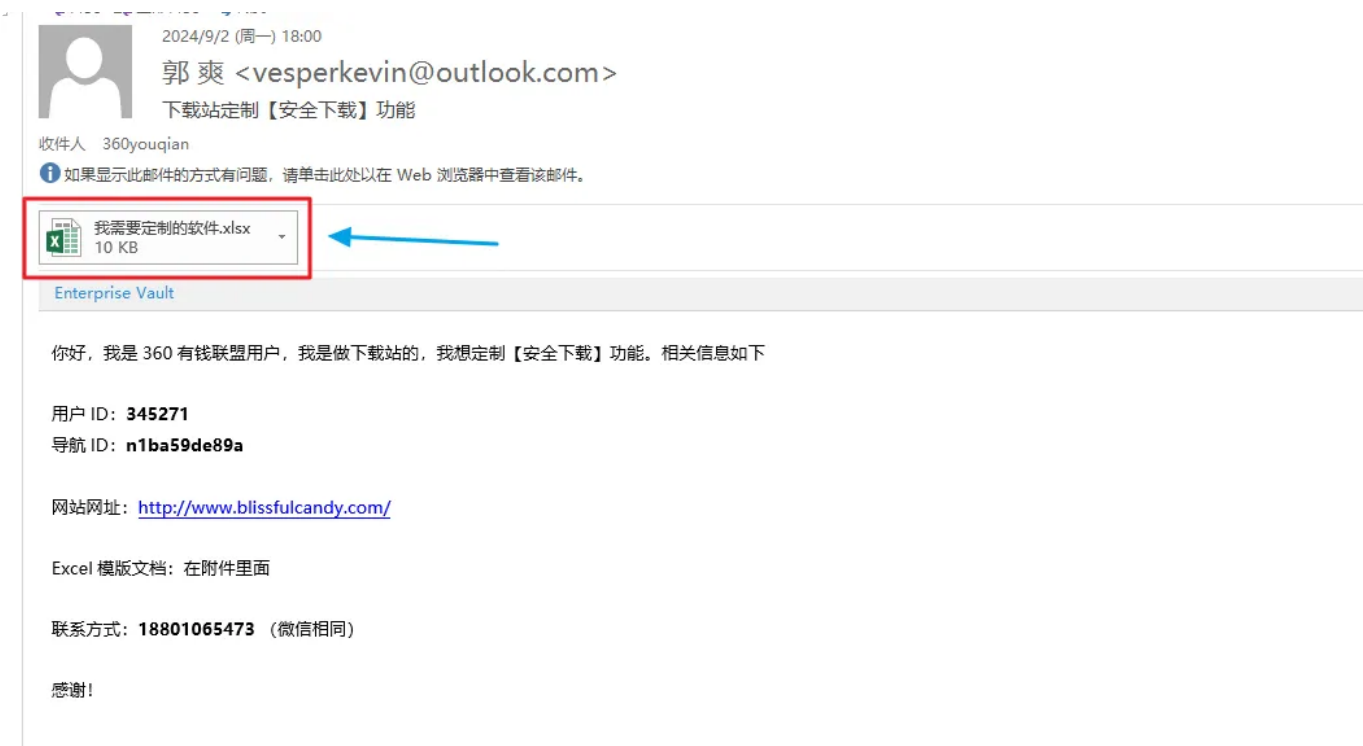 2024/9/2 (周一) 18:00
郭 爽 <vesperkevin@outlook.com>
下载站定制【安全下载】功能
收件人 360youqian
如果显示此邮件的方式有问题，请单击此处以在 Web 浏览器中查看该邮件。
我需要定制的软件.xlsx
10 KB
Enterprise Vault
你好，我是 360 有钱联盟用户，我是做下载站的，我想定制【安全下载】功能。相关信息如下
用户 ID：345271
导航 ID：n1ba59de89a
网站网址：http://www.blissfulcandy.com/
Excel 模版文档：在附件里面
联系方式：18801065473 （微信相同）
感谢！